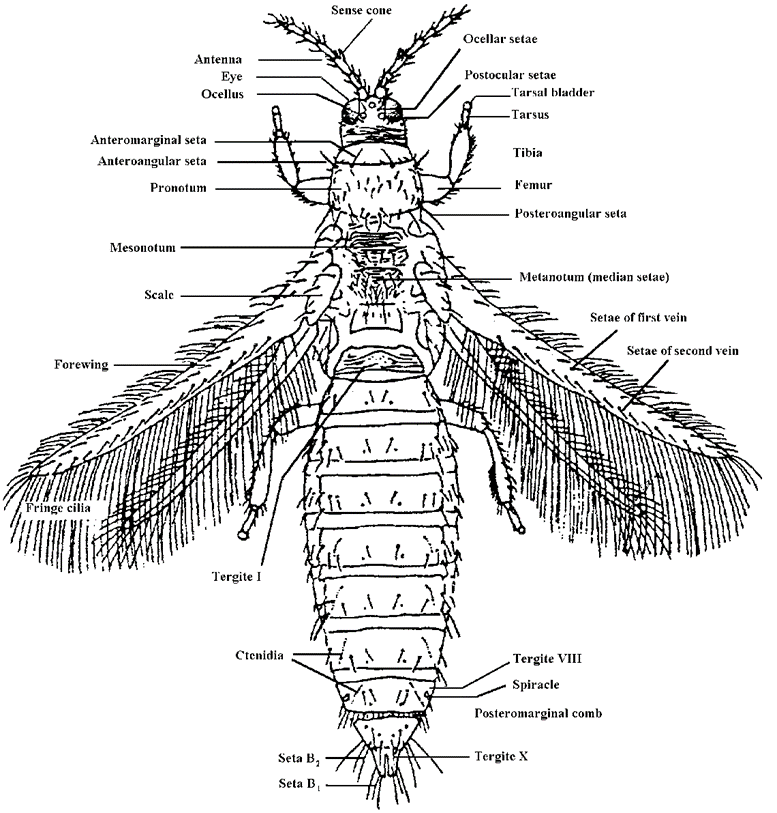 Sense cone
Ocellar setae
Antenna
Eye
Postocular setae
Ocellus
Tarsal bladder
Tarsus
Anteromarginal seta
Tibia
Anteroangular seta
Pronotum
Femur
Posteroangular seta
Mesonotum
Metanotum (median setae)
Scale
Setae of first vein
Setae of second vein
Forewing
Fringe cilia
Tergite I
Ctenidia
Tergite VIII
Spiracle
Posteromarginal comb
Seta B2
Tergite X
Seta B1